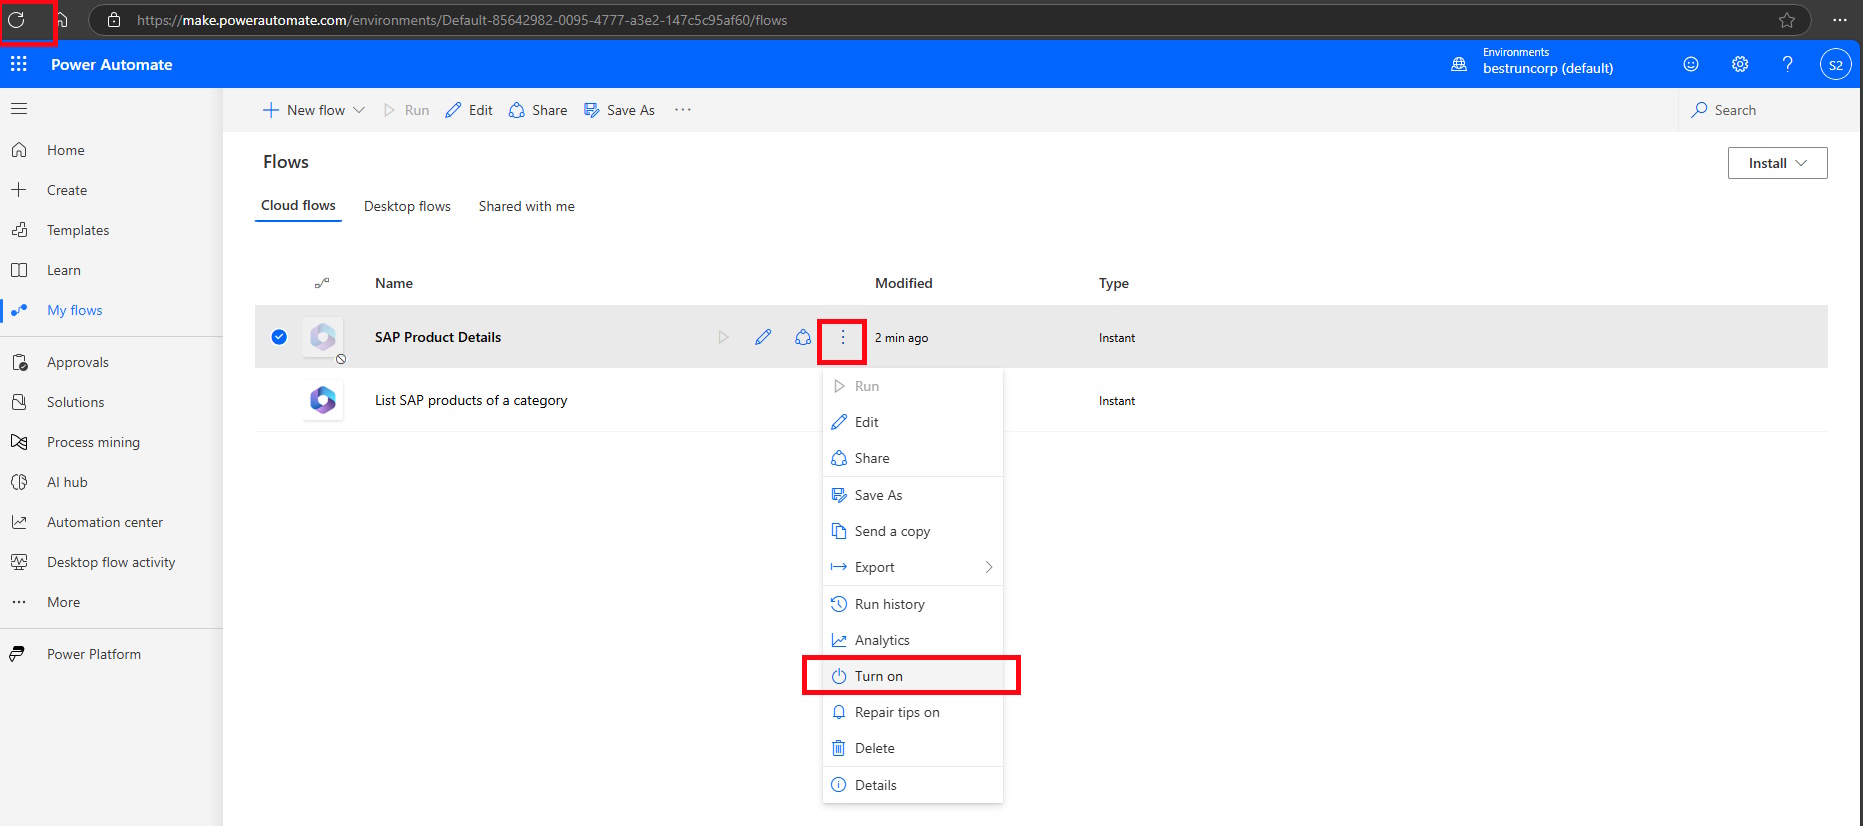 https://make.powerautomate.com/environments/Default-85642982-0095-4777-a3e2-147c5c95af60/flows
Power Automate
Environments
bestruncorp (default)
S2
New flow Run Edit Share Save As
Search
Home
Create
Templates
Learn
My flows
Approvals
Solutions
Process mining
AI hub
Automation center
Desktop flow activity
More
Power Platform
Flows
Install
Cloud flows Desktop flows Shared with me
Name Modified Type
SAP Product Details 2 min ago Instant
List SAP products of a category Instant
Run
Edit
Share
Save As
Send a copy
Export
Run history
Analytics
Turn on
Repair tips on
Delete
Details